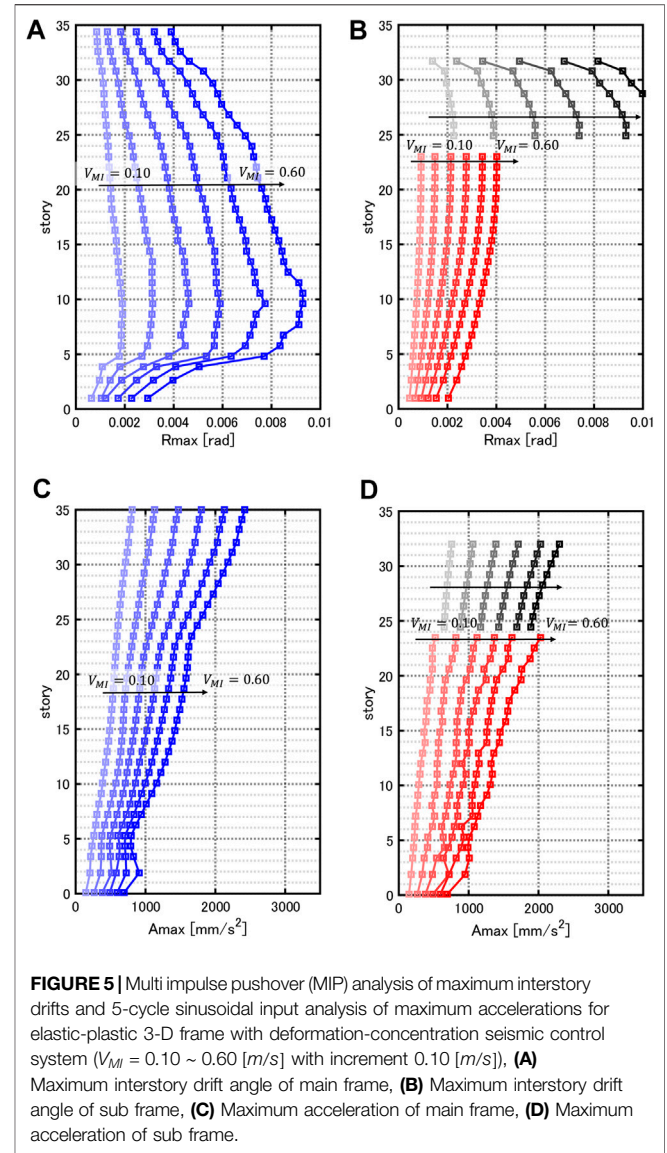 A
35
30
25
20
15
10
5
0
story
V_MI = 0.10
V_MI = 0.60
0 0.002 0.004 0.006 0.008 0.01
Rmax [rad]
B
35
30
25
20
15
10
5
0
story
V_MI = 0.10
V_MI = 0.60
0 0.002 0.004 0.006 0.008 0.01
Rmax [rad]
C
35
30
25
20
15
10
5
0
story
V_MI = 0.10
V_MI = 0.60
0 1000 2000 3000
Amax [mm/s²]
D
35
30
25
20
15
10
5
0
story
V_MI = 0.10
V_MI = 0.60
0 1000 2000 3000
Amax [mm/s²]
FIGURE 5 | Multi impulse pushover (MIP) analysis of maximum interstory
drifts and 5-cycle sinusoidal input analysis of maximum accelerations for
elastic-plastic 3-D frame with deformation-concentration seismic control
system (V_MI = 0.10 ~ 0.60 [m/s] with increment 0.10 [m/s]), (A)
Maximum interstory drift angle of main frame, (B) Maximum interstory drift
angle of sub frame, (C) Maximum acceleration of main frame, (D) Maximum
acceleration of sub frame.